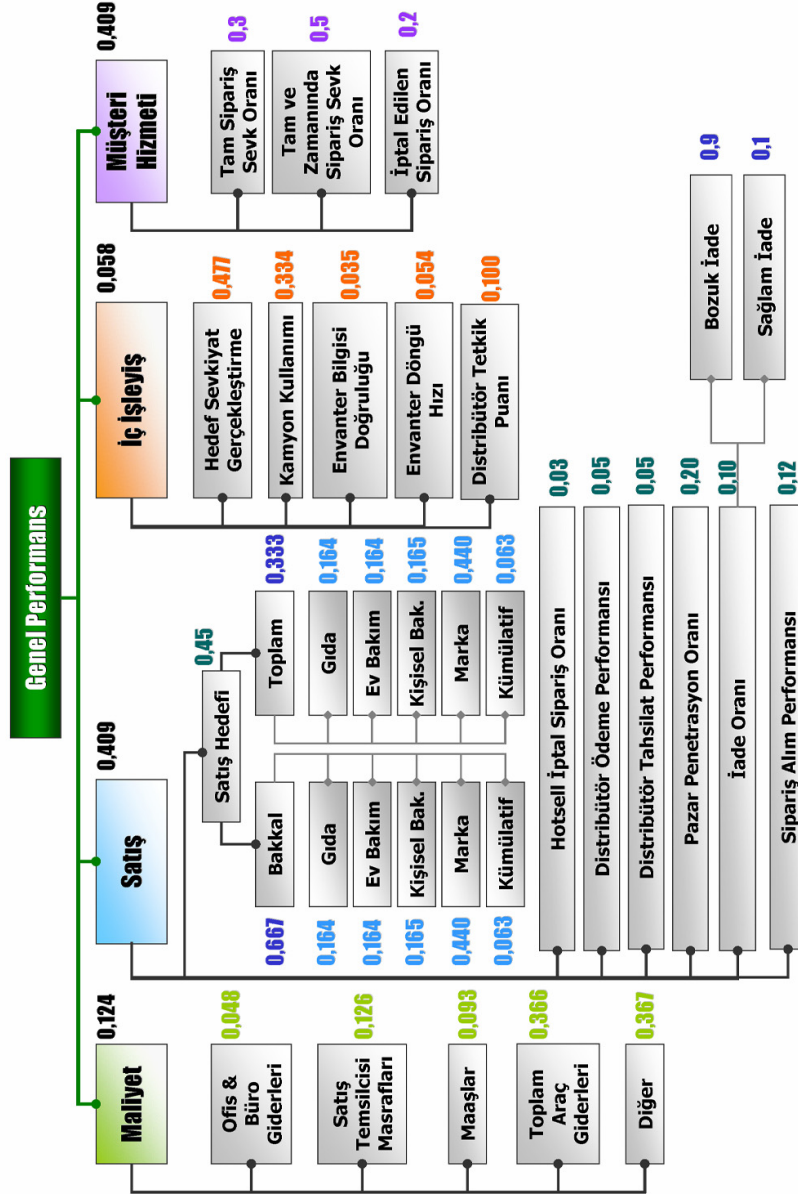 Genel Performans
Maliyet
0,124
Ofis &
Büro
Giderleri
0,048
Satış
Temsilcisi
Masrafları
0,126
Maaşlar
0,093
Toplam
Araç
Giderleri
0,366
Diğer
0,367
Satış
0,409
Satış Hedefi
0,45
Bakkal
0,667
Gıda
0,164
Ev Bakım
0,164
Kişisel Bak.
0,165
Marka
0,440
Kümülatif
0,063
Toplam
0,333
Gıda
0,164
Ev Bakım
0,164
Kişisel Bak.
0,165
Marka
0,440
Kümülatif
0,063
Hotsell İptal Sipariş Oranı
0,03
Distribütör Ödeme Performansı
0,05
Distribütör Tahsilat Performansı
0,05
Pazar Penetrasyon Oranı
0,20
İade Oranı
0,10
Bozuk İade
0,9
Sağlam İade
0,1
Sipariş Alım Performansı
0,12
İç İşleyiş
0,058
Hedef Sevkiyat
Gerçekleştirme
0,477
Kamyon Kullanımı
0,334
Envanter Bilgisi
Doğruluğu
0,035
Envanter Döngü
Hızı
0,054
Distribütör Tetkik
Puanı
0,100
Müşteri
Hizmeti
0,409
Tam Sipariş
Sevk Oranı
0,3
Tam ve
Zamanında
Sipariş Sevk
Oranı
0,5
İptal Edilen
Sipariş Oranı
0,2